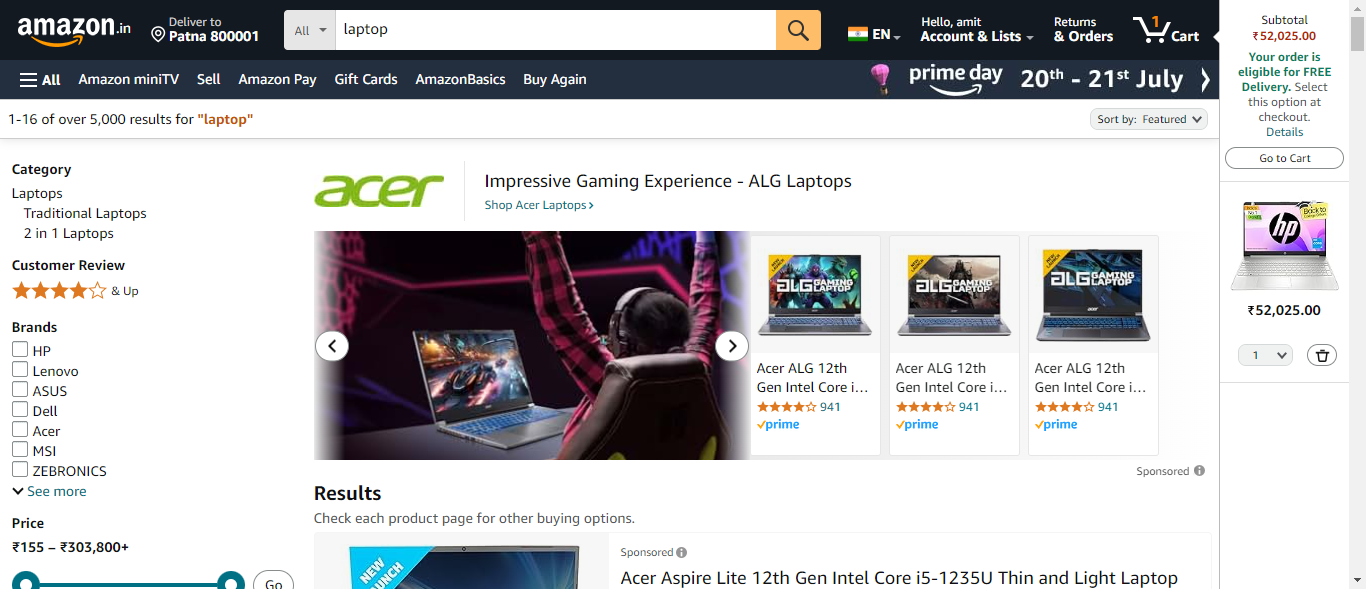 amazon.in
Deliver to
Patna 800001
All
laptop
EN
Hello, amit
Account & Lists
Returns
& Orders
1
Cart
All
Amazon miniTV
Sell
Amazon Pay
Gift Cards
AmazonBasics
Buy Again
prime day
20th - 21st July
1-16 of over 5,000 results for "laptop"
Sort by: Featured
Subtotal
₹52,025.00
Your order is
eligible for FREE
Delivery. Select
this option at
checkout.
Details
Go to Cart
hp
₹52,025.00
1
Category
Laptops
Traditional Laptops
2 in 1 Laptops
Customer Review
& Up
Brands
HP
Lenovo
ASUS
Dell
Acer
MSI
ZEBRONICS
See more
Price
₹155 – ₹303,800+
Go
acer
Impressive Gaming Experience - ALG Laptops
Shop Acer Laptops
ALG GAMING LAPTOP
Acer ALG 12th
Gen Intel Core i...
941
prime
ALG GAMING LAPTOP
Acer ALG 12th
Gen Intel Core i...
941
prime
ALG GAMING LAPTOP
Acer ALG 12th
Gen Intel Core i...
941
prime
Sponsored
Results
Check each product page for other buying options.
NEW
LAUNCH
Sponsored
Acer Aspire Lite 12th Gen Intel Core i5-1235U Thin and Light Laptop